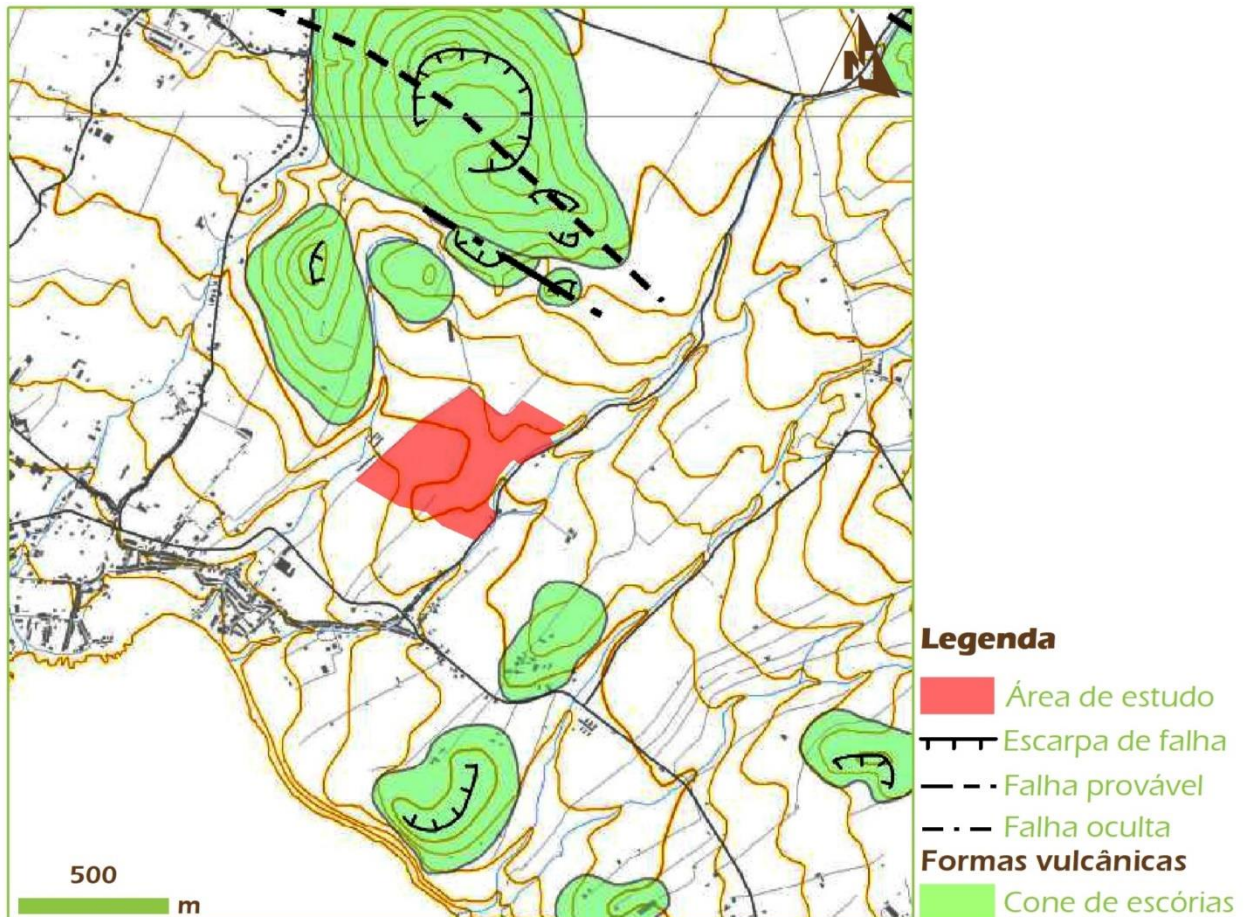 N
Legenda
Área de estudo
Escarpa de falha
Falha provável
Falha oculta
Formas vulcânicas
Cone de escórias
500
m